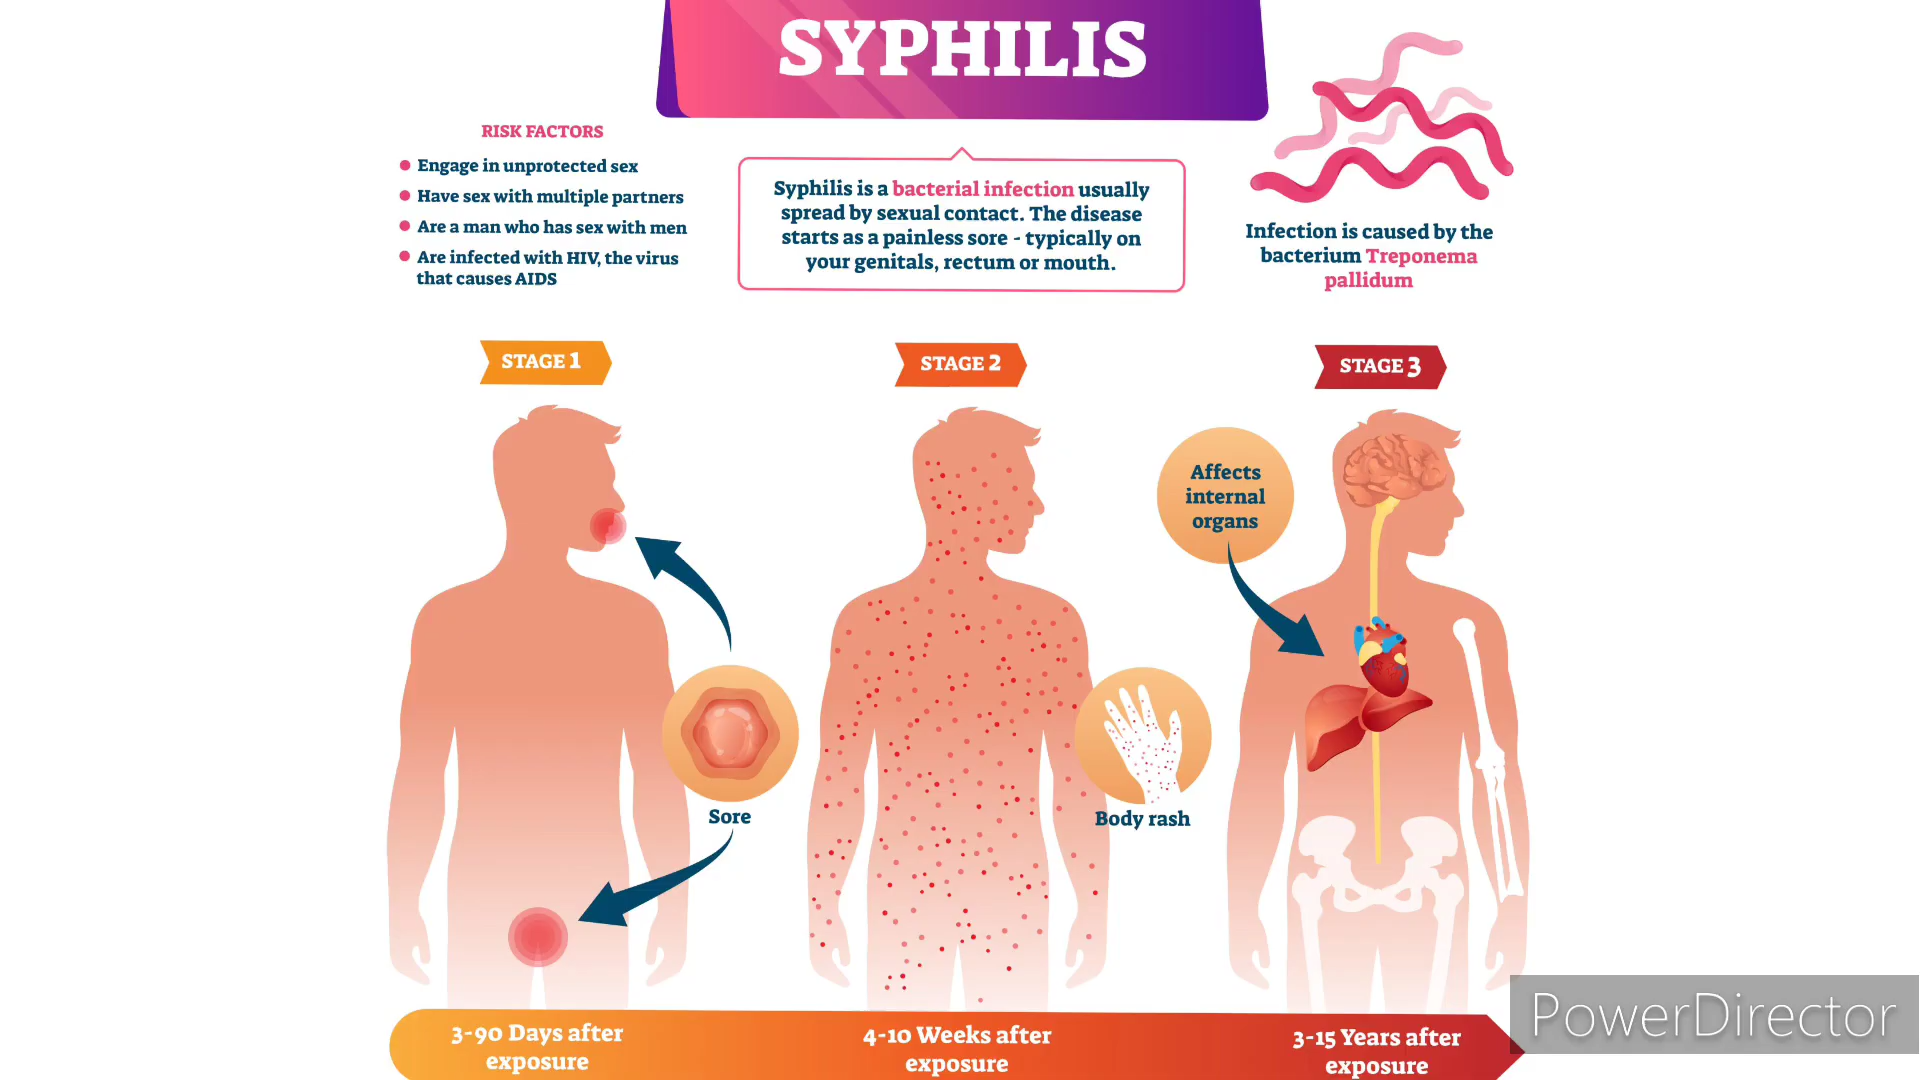 SYPHILIS
RISK FACTORS
Engage in unprotected sex
Have sex with multiple partners
Are a man who has sex with men
Are infected with HIV, the virus
that causes AIDS
Syphilis is a bacterial infection usually
spread by sexual contact. The disease
starts as a painless sore - typically on
your genitals, rectum or mouth.
Infection is caused by the
bacterium Treponema
pallidum
STAGE 1
STAGE 2
STAGE 3
Affects
internal
organs
Sore
Body rash
3-90 Days after
exposure
4-10 Weeks after
exposure
3-15 Years after
exposure
PowerDirector